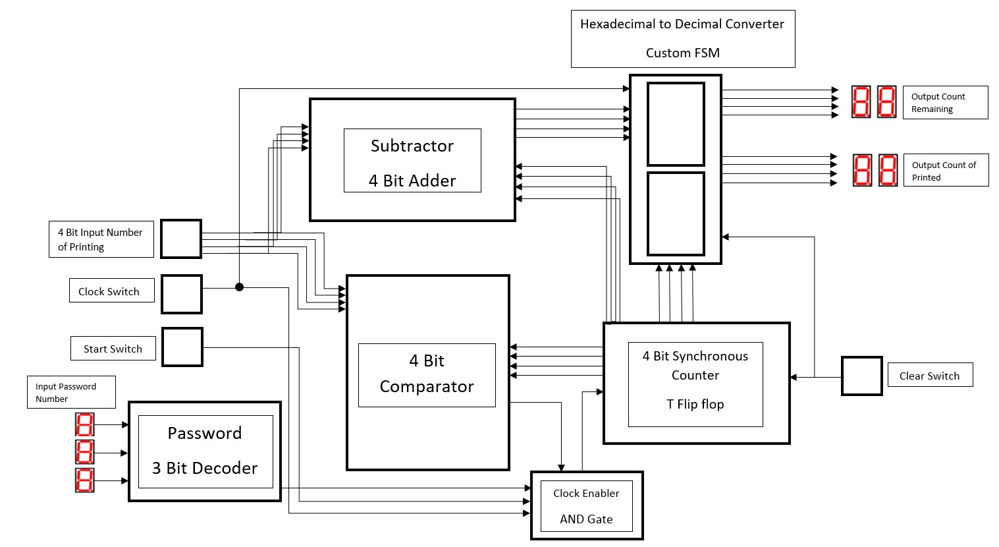 Hexadecimal to Decimal Converter
Custom FSM
Output Count
Remaining
Subtractor
4 Bit Adder
Output Count of
Printed
4 Bit Input Number
of Printing
Clock Switch
Start Switch
4 Bit
Comparator
4 Bit Synchronous
Counter
T Flip flop
Clear Switch
Input Password
Number
Password
3 Bit Decoder
Clock Enabler
AND Gate